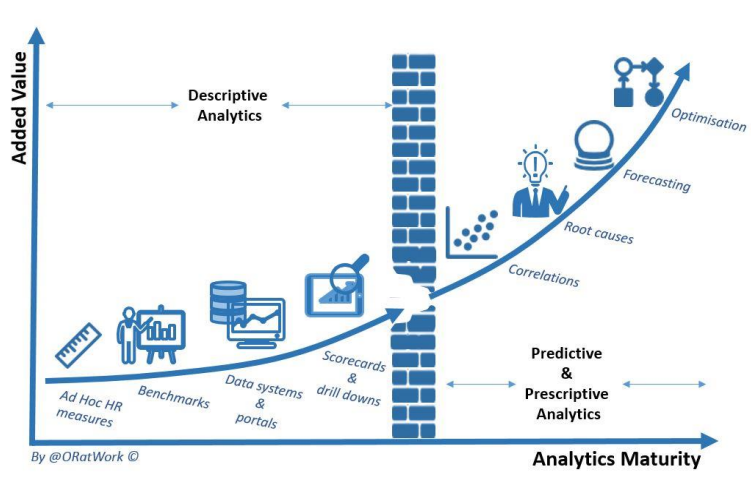 Added Value
Descriptive
Analytics
Optimisation
Forecasting
Root causes
Correlations
Scorecards
&
drill downs
Data systems
&
portals
Benchmarks
Ad Hoc HR
measures
Predictive
&
Prescriptive
Analytics
By @ORatWork ©
Analytics Maturity